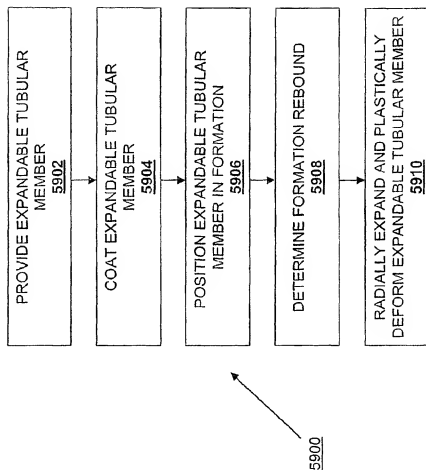 PROVIDE EXPANDABLE TUBULAR
MEMBER
5902
COAT EXPANDABLE TUBULAR
MEMBER
5904
POSITION EXPANDABLE TUBULAR
MEMBER IN FORMATION
5906
DETERMINE FORMATION REBOUND
5908
RADIALLY EXPAND AND PLASTICALLY
DEFORM EXPANDABLE TUBULAR MEMBER
5910
5900